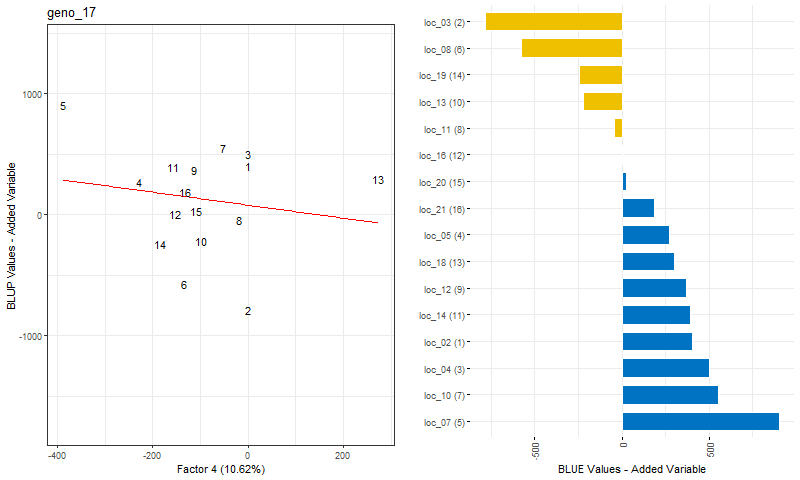 geno_17
BLUP Values - Added Variable
1000
0
-1000
5
7
3
1
11
9
13
4
16
15
12
8
14
10
6
2
-400
-200
0
200
Factor 4 (10.62%)
loc_03 (2)
loc_08 (6)
loc_19 (14)
loc_13 (10)
loc_11 (8)
loc_16 (12)
loc_20 (15)
loc_21 (16)
loc_05 (4)
loc_18 (13)
loc_12 (9)
loc_14 (11)
loc_02 (1)
loc_04 (3)
loc_10 (7)
loc_07 (5)
-500
0
500
BLUE Values - Added Variable